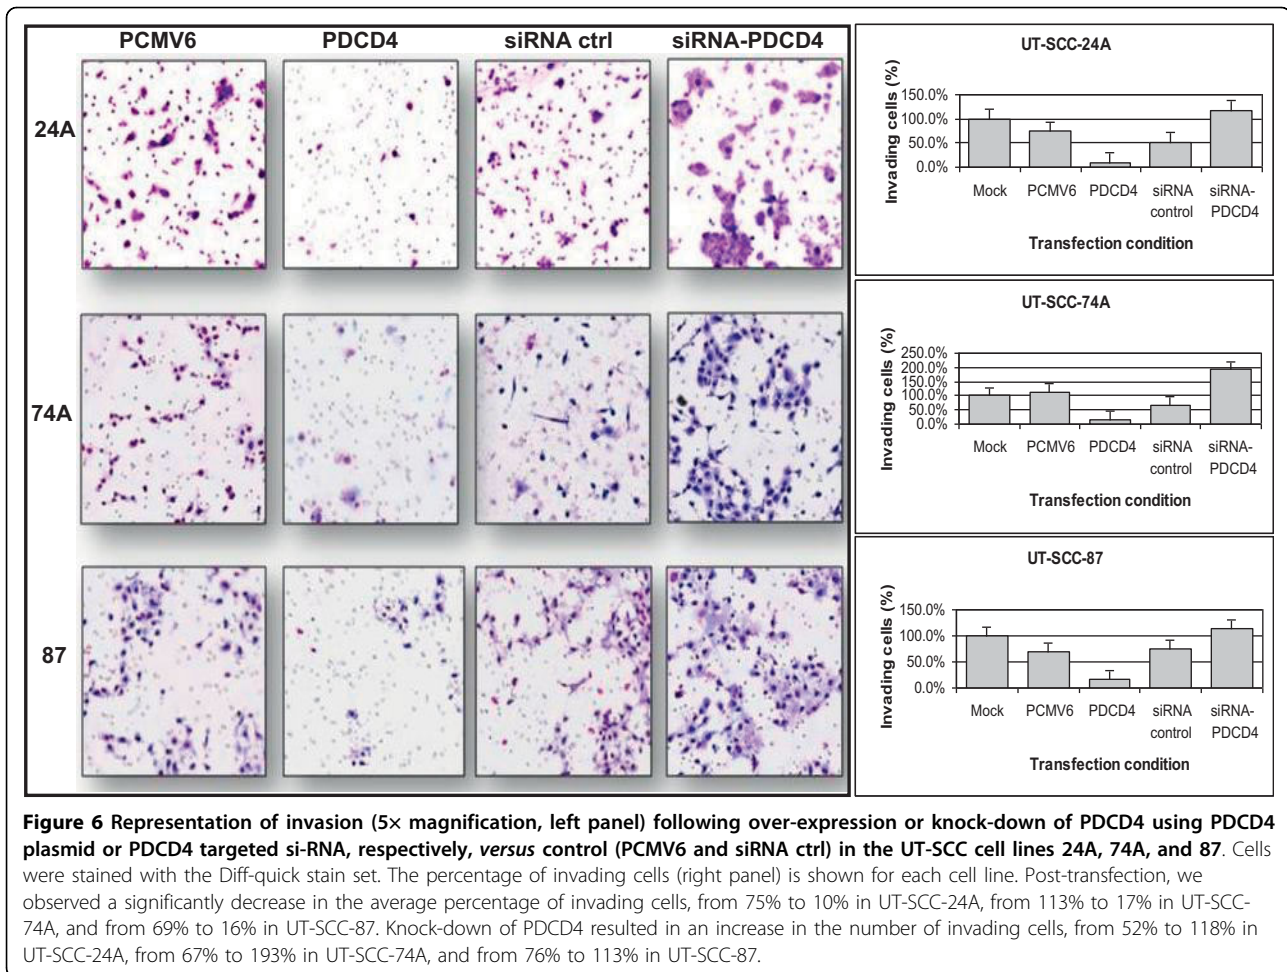 PCMV6 PDCD4 siRNA ctrl siRNA-PDCD4
24A
74A
87
UT-SCC-24A
Invading cells (%)
150.0%
100.0%
50.0%
0.0%
Mock PCMV6 PDCD4 siRNA control siRNA-PDCD4
Transfection condition
UT-SCC-74A
Invading cells (%)
250.0%
200.0%
150.0%
100.0%
50.0%
0.0%
Mock PCMV6 PDCD4 siRNA control siRNA-PDCD4
Transfection condition
UT-SCC-87
Invading cells (%)
150.0%
100.0%
50.0%
0.0%
Mock PCMV6 PDCD4 siRNA control siRNA-PDCD4
Transfection condition
Figure 6 Representation of invasion (5× magnification, left panel) following over-expression or knock-down of PDCD4 using PDCD4
plasmid or PDCD4 targeted si-RNA, respectively, versus control (PCMV6 and siRNA ctrl) in the UT-SCC cell lines 24A, 74A, and 87. Cells
were stained with the Diff-quick stain set. The percentage of invading cells (right panel) is shown for each cell line. Post-transfection, we
observed a significantly decrease in the average percentage of invading cells, from 75% to 10% in UT-SCC-24A, from 113% to 17% in UT-SCC-
74A, and from 69% to 16% in UT-SCC-87. Knock-down of PDCD4 resulted in an increase in the number of invading cells, from 52% to 118% in
UT-SCC-24A, from 67% to 193% in UT-SCC-74A, and from 76% to 113% in UT-SCC-87.